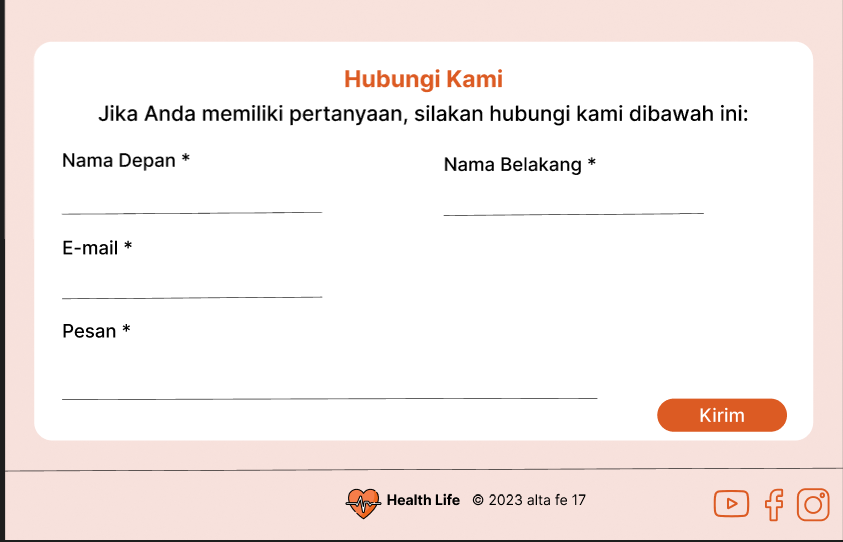 Hubungi Kami
Jika Anda memiliki pertanyaan, silakan hubungi kami dibawah ini:
Nama Depan *
Nama Belakang *
E-mail *
Pesan *
Kirim
Health Life © 2023 alta fe 17